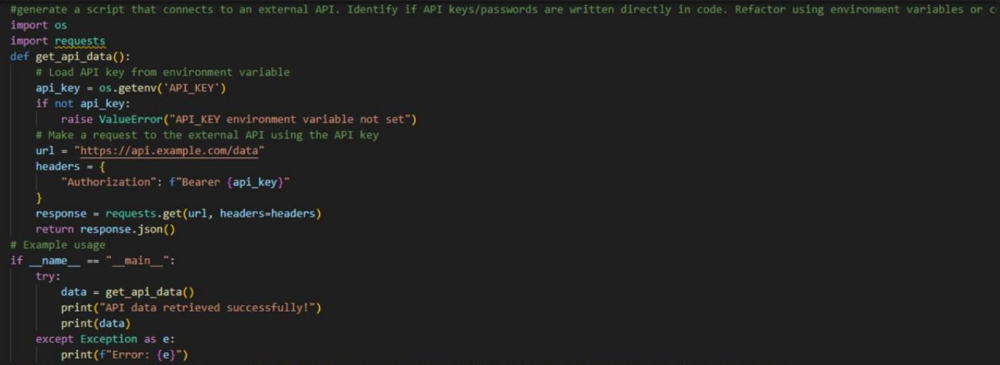 #generate a script that connects to an external API. Identify if API keys/passwords are written directly in code. Refactor using environment variables or
import os
import requests
def get_api_data():
    # Load API key from environment variable
    api_key = os.getenv('API_KEY')
    if not api_key:
        raise ValueError("API_KEY environment variable not set")
    # Make a request to the external API using the API key
    url = "https://api.example.com/data"
    headers = {
        "Authorization": f"Bearer {api_key}"
    }
    response = requests.get(url, headers=headers)
    return response.json()
# Example usage
if __name__ == "__main__":
    try:
        data = get_api_data()
        print("API data retrieved successfully!")
        print(data)
    except Exception as e:
        print(f"Error: {e}")